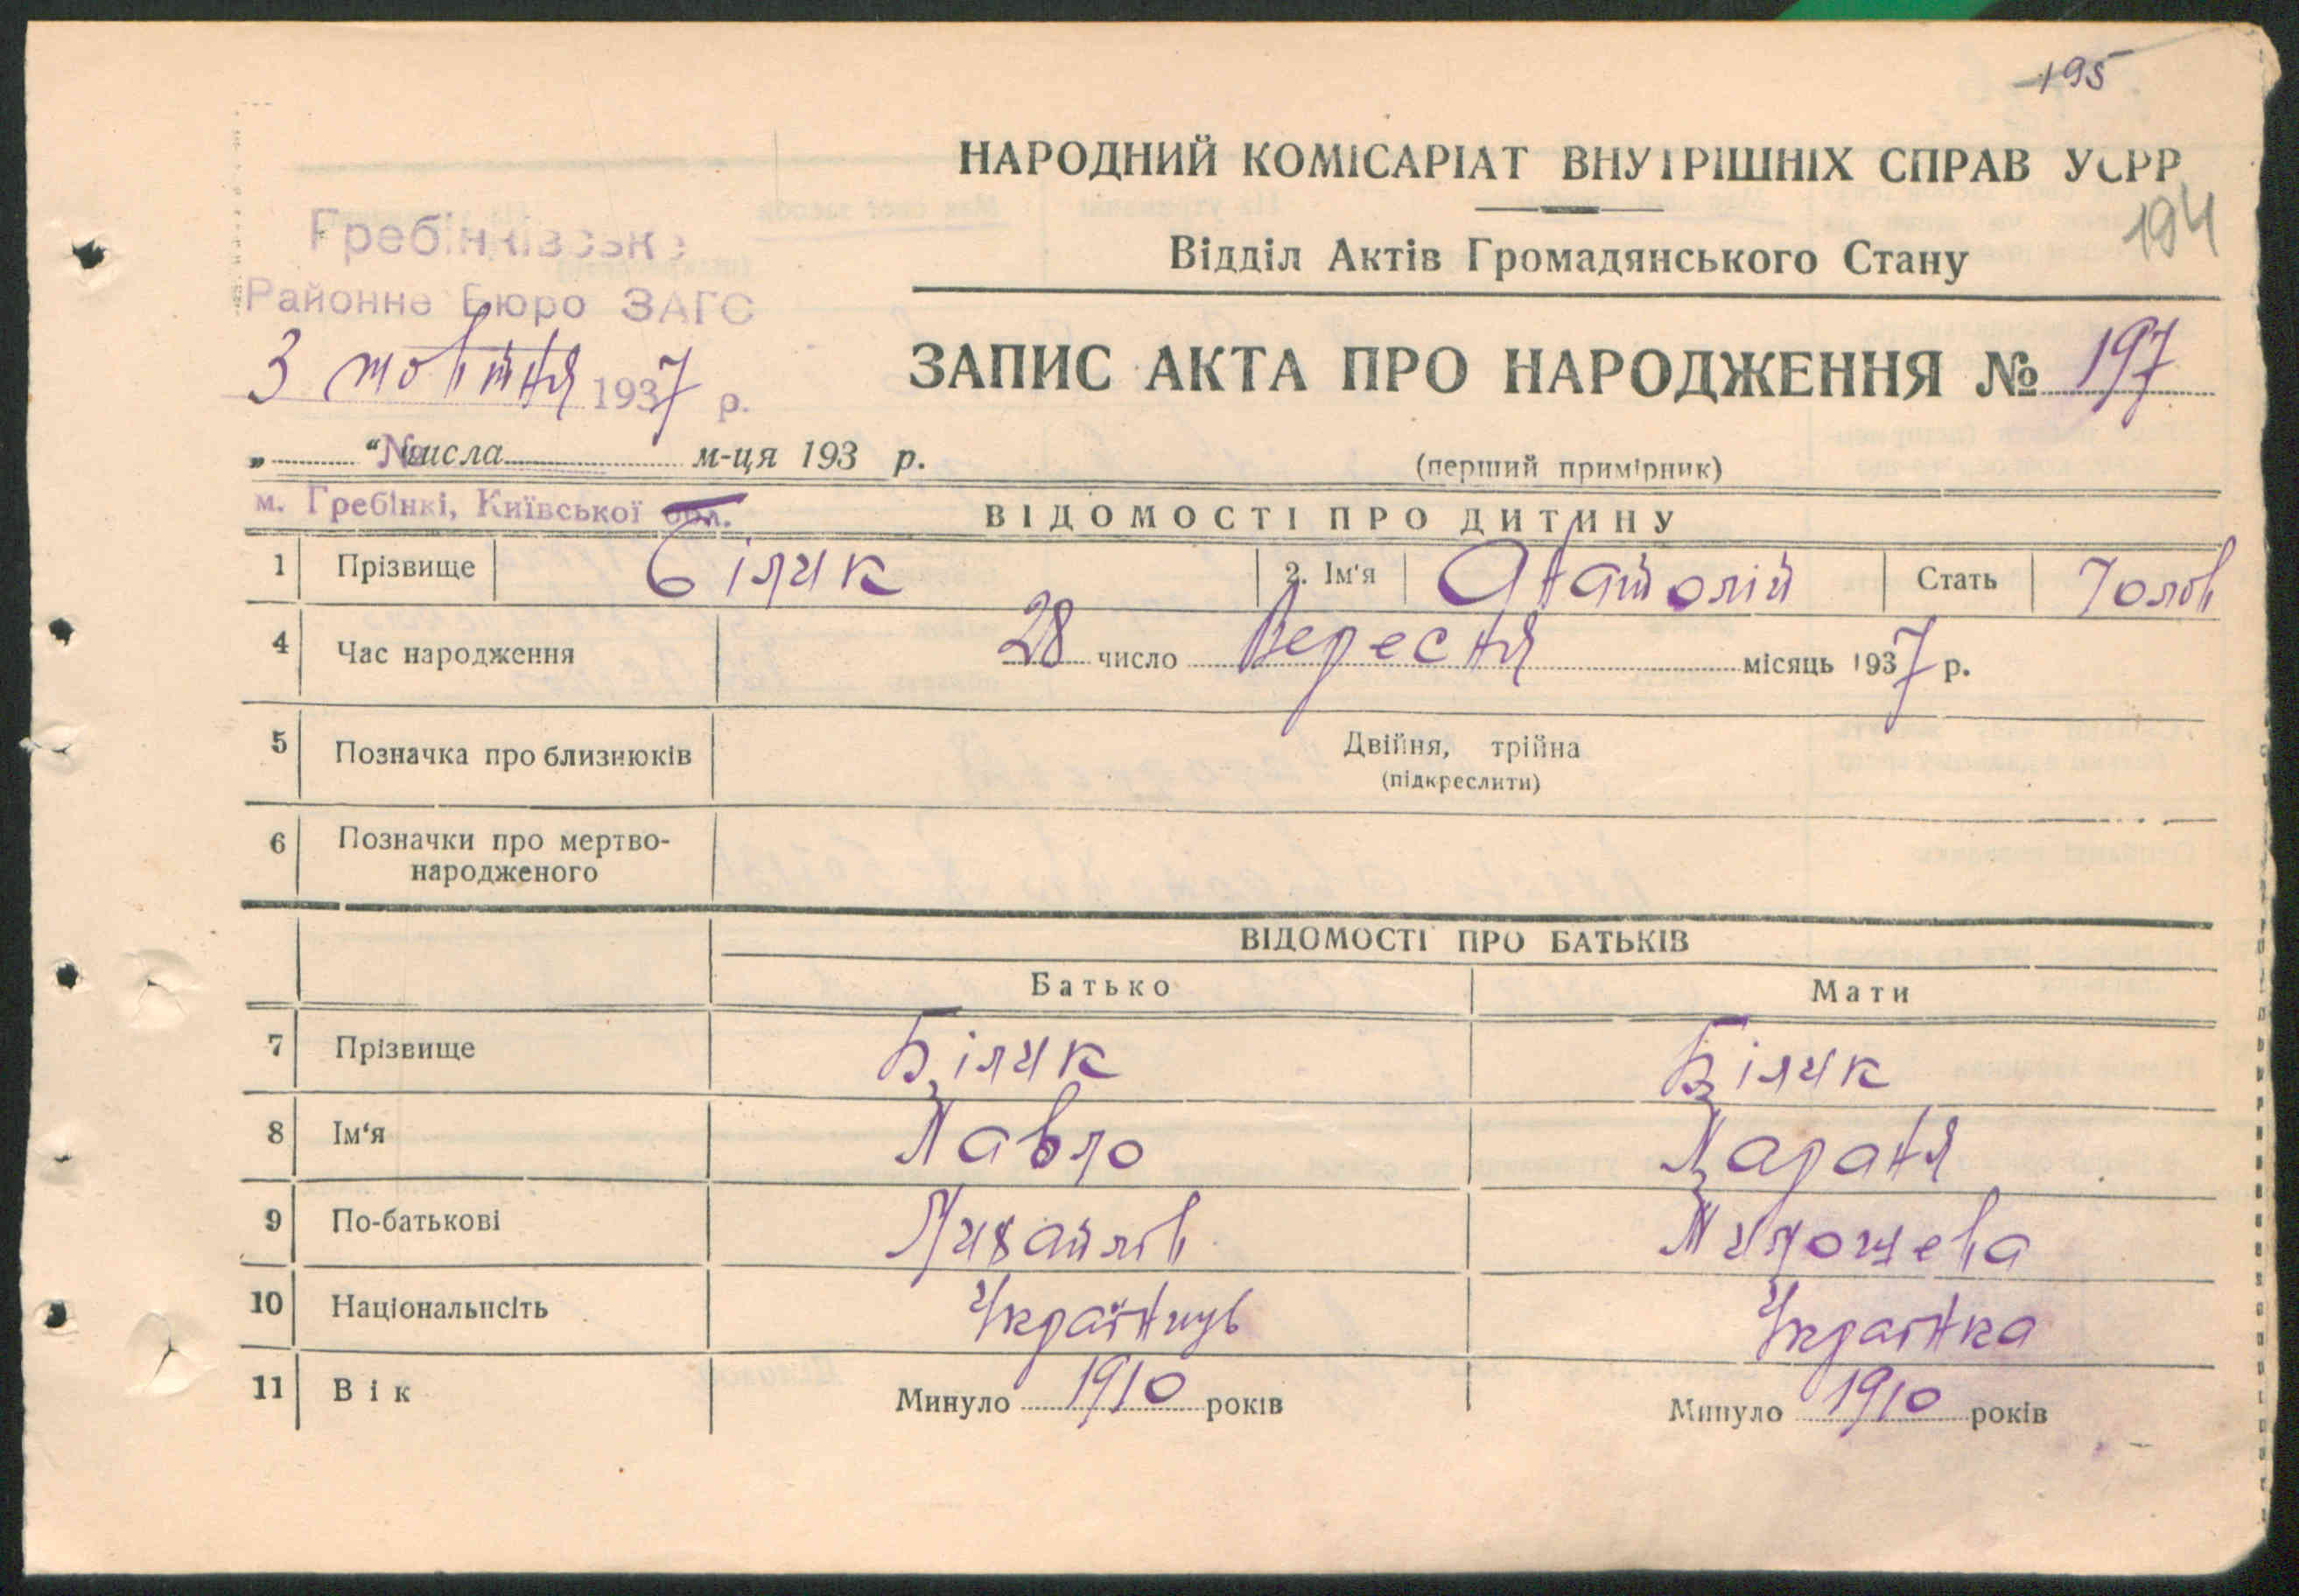 195
НАРОДНИЙ КОМІСАРІАТ ВНУТРІШНІХ СПРАВ УСРР
194
Відділ Актів Громадянського Стану
Гребінківське
Районне Бюро ЗАГС
3 жовтня 1937 р.
ЗАПИС АКТА ПРО НАРОДЖЕННЯ № 197
„ “ № числа м-ця 193 р.
(перший примірник)
м. Гребінкі, Київської обл.
ВІДОМОСТІ ПРО ДИТИНУ
1 Прізвище Білик 2. Ім'я Анатолій Стать Чолов
4 Час народження 28 число Вересня місяць 1937 р.
5 Позначка про близнюків Двійня, трійна
(підкреслити)
6 Позначки про мертво-
народженого
ВІДОМОСТІ ПРО БАТЬКІВ
Батько Мати
7 Прізвище Білик Білик
8 Ім'я Павло
9 По-батькові Михайлів
10 Національність Українець Українка
11 Вік Минуло 1910 років Минуло 1910 років